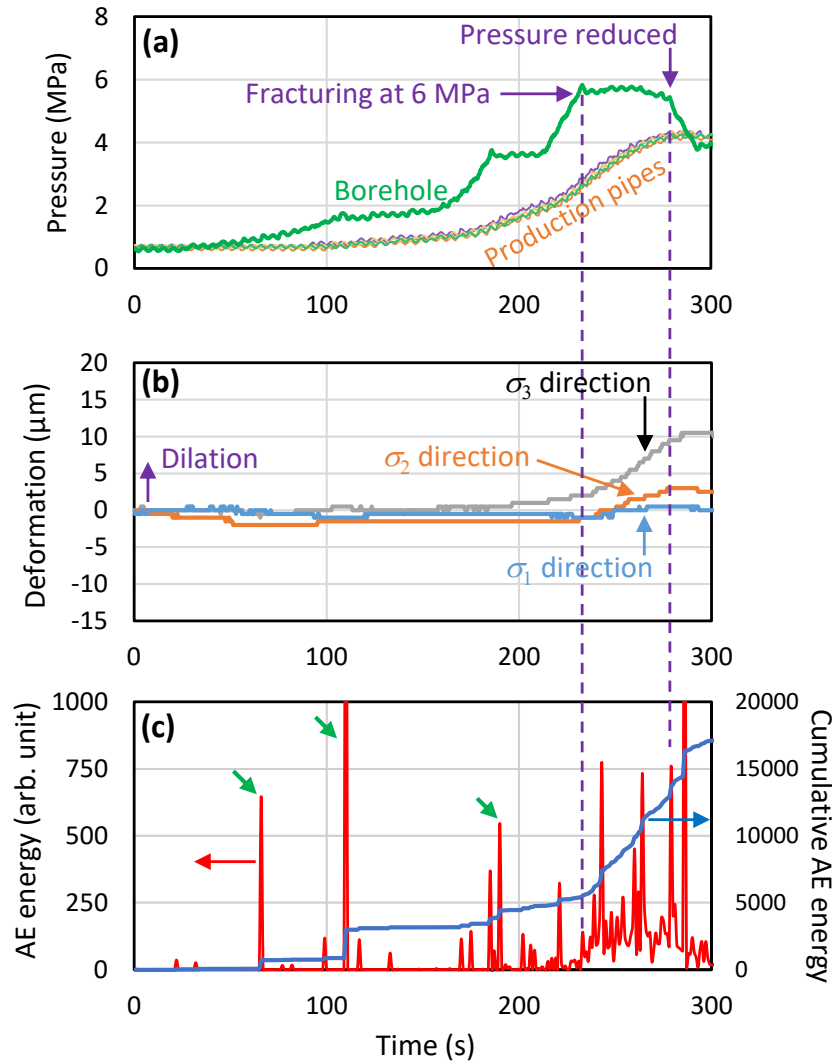 (a)
Pressure reduced
Fracturing at 6 MPa
Borehole
Production pipes
Pressure (MPa)
8
6
4
2
0
0 100 200 300
(b)
σ3 direction
Dilation
σ2 direction
σ1 direction
Deformation (μm)
20
15
10
5
0
-5
-10
-15
0 100 200 300
(c)
AE energy (arb. unit)
1000
750
500
250
0
Cumulative AE energy
20000
15000
10000
5000
0
0 100 200 300
Time (s)